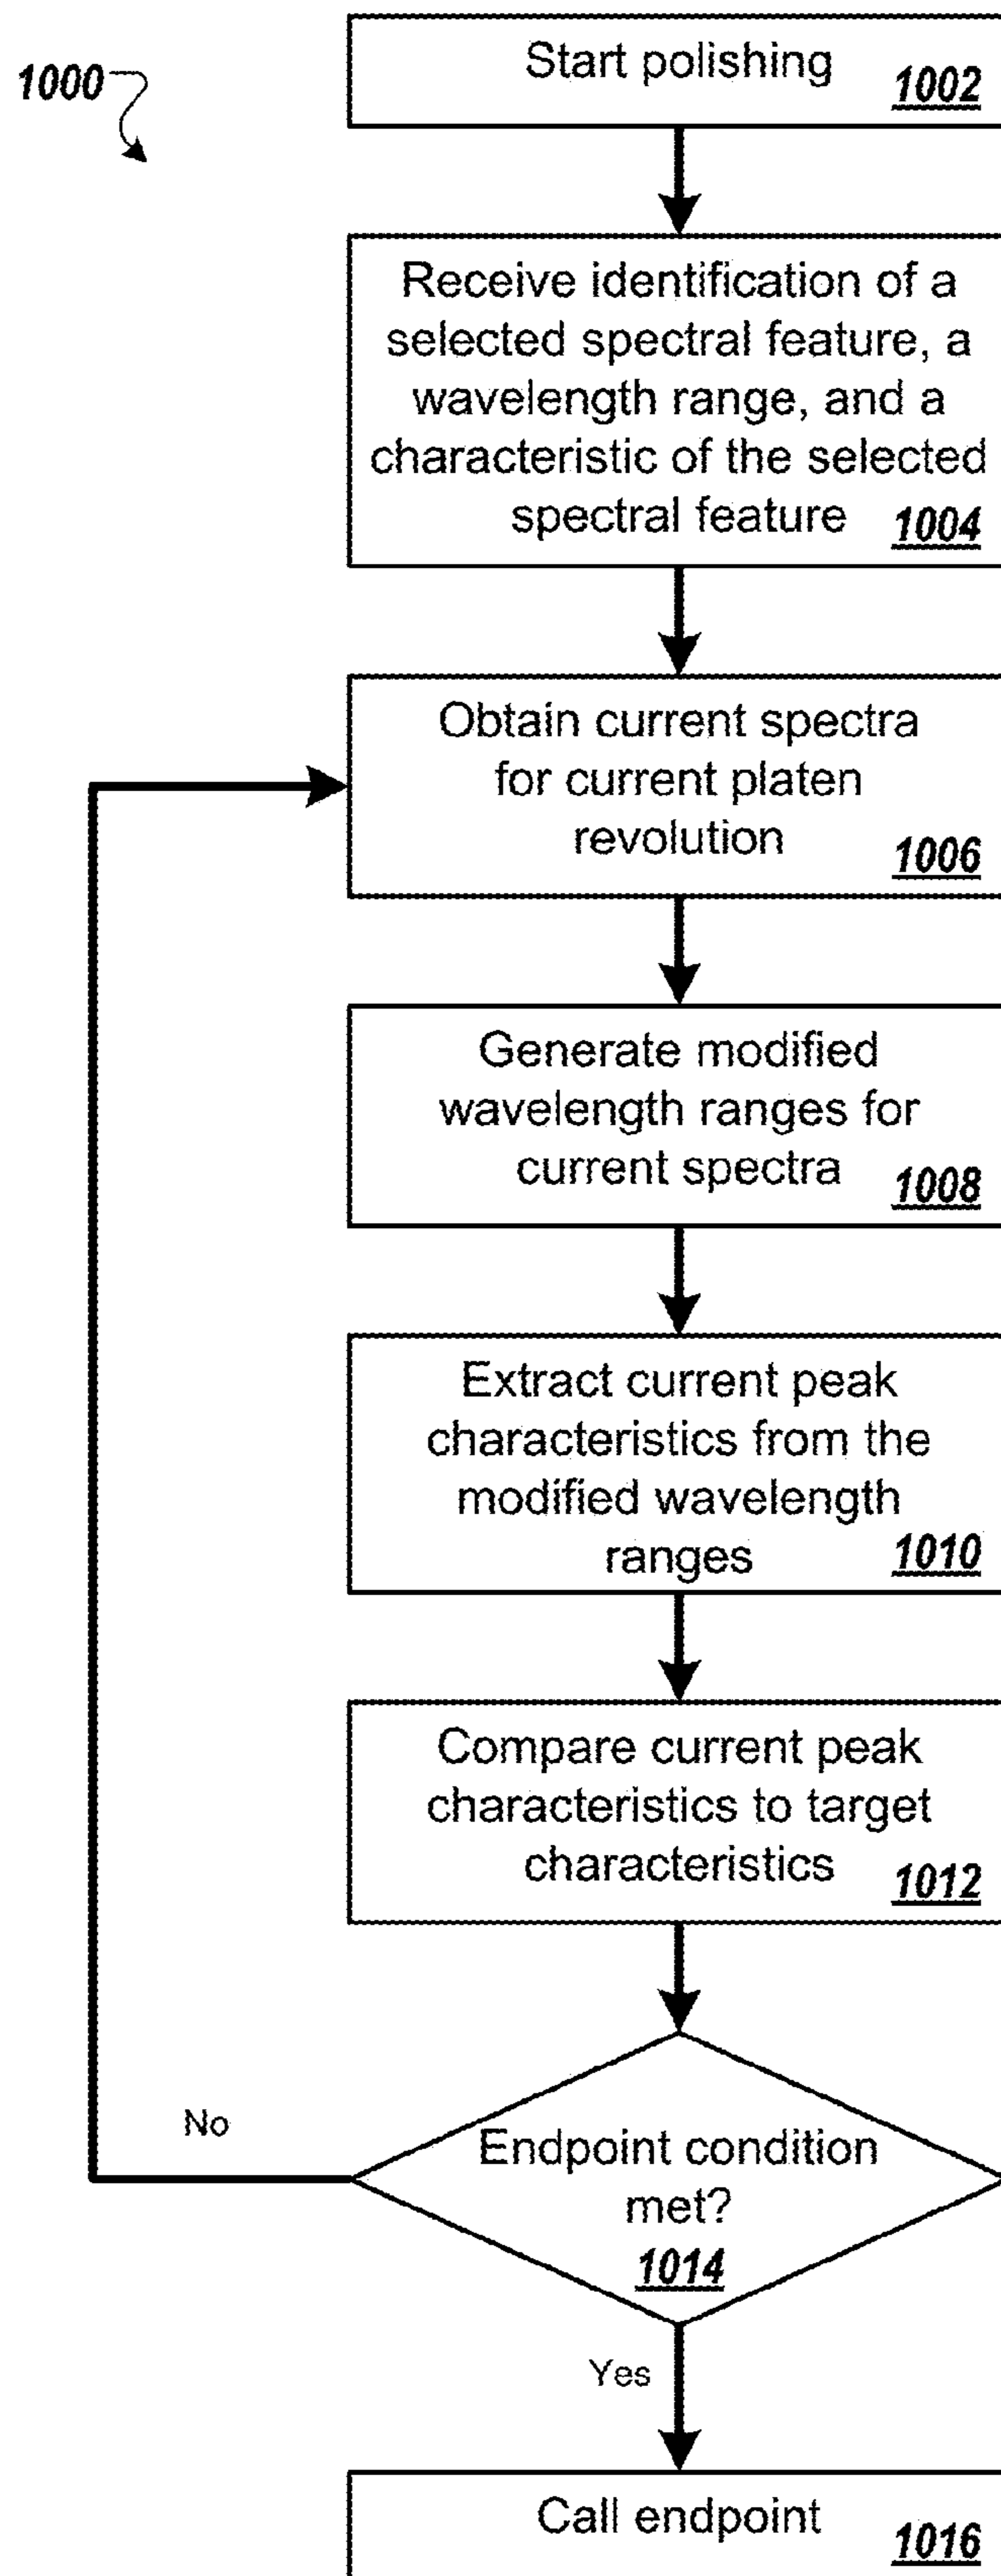 1000
Start polishing
1002
Receive identification of a
selected spectral feature, a
wavelength range, and a
characteristic of the selected
spectral feature
1004
Obtain current spectra
for current platen
revolution
1006
Generate modified
wavelength ranges for
current spectra
1008
Extract current peak
characteristics from the
modified wavelength
ranges
1010
Compare current peak
characteristics to target
characteristics
1012
No
Endpoint condition
met?
1014
Yes
Call endpoint
1016